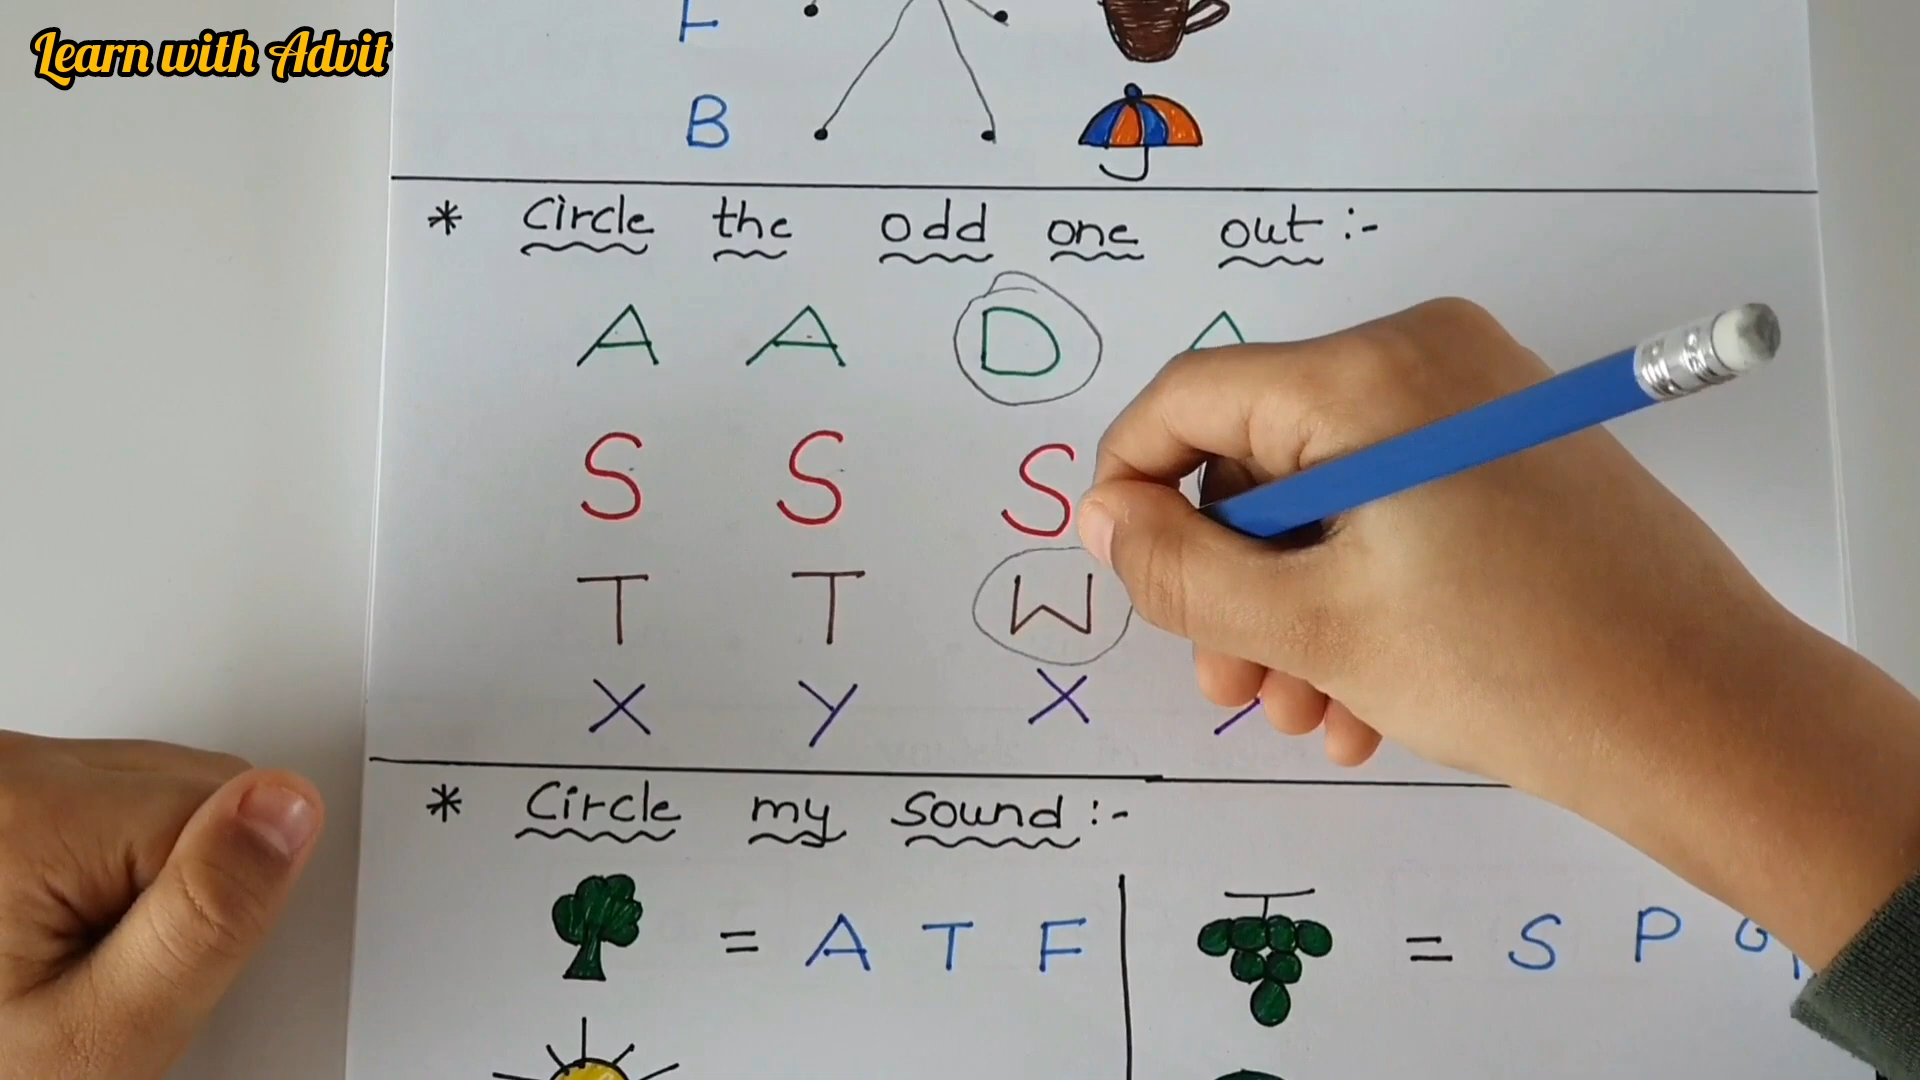 Learn with Advit
F
B
* Circle the odd one out :-
A A D A
S S S
T T W
X Y X
* Circle my Sound :-
= A T F
= S P G